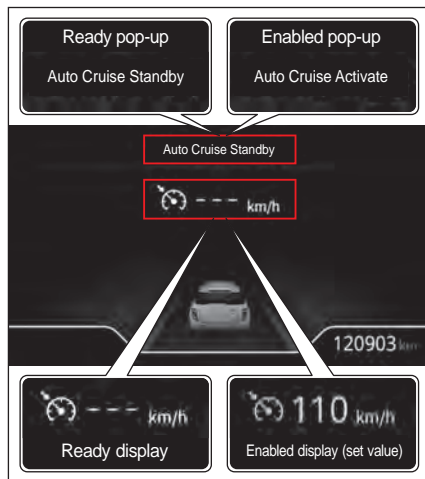 Ready pop-up
Auto Cruise Standby
Enabled pop-up
Auto Cruise Activate
Auto Cruise Standby
--- km/h
120903 km
--- km/h
Ready display
110 km/h
Enabled display (set value)